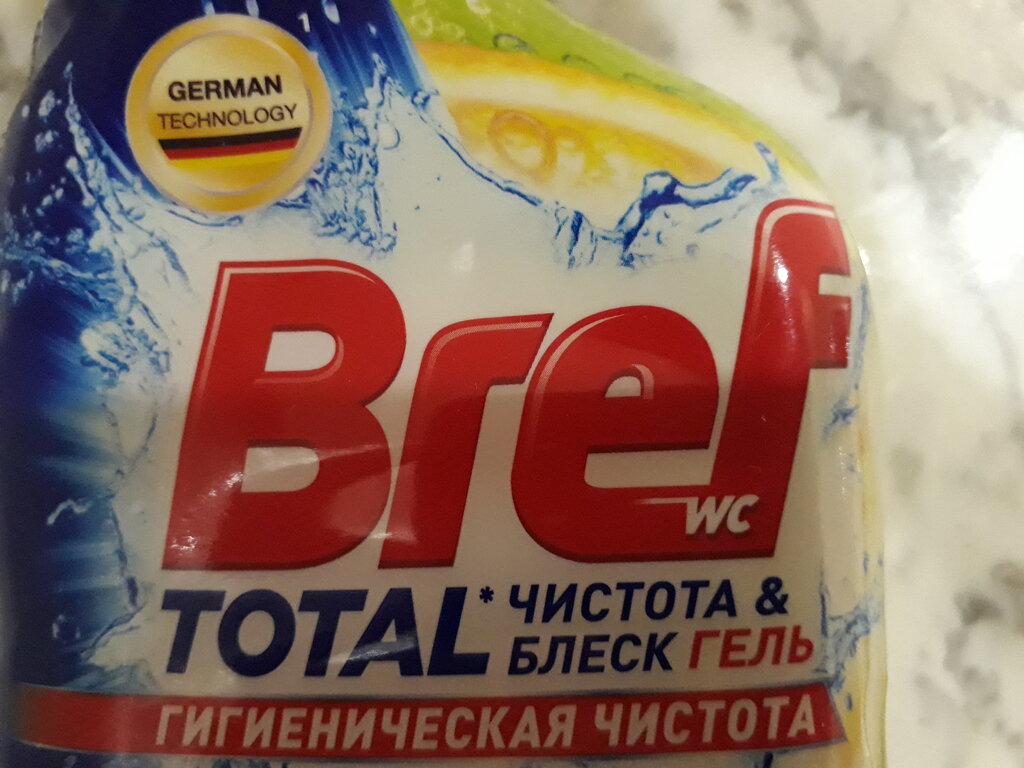 GERMAN
TECHNOLOGY
Bref
WC
TOTAL* ЧИСТОТА &
БЛЕСК ГЕЛЬ
ГИГИЕНИЧЕСКАЯ ЧИСТОТА